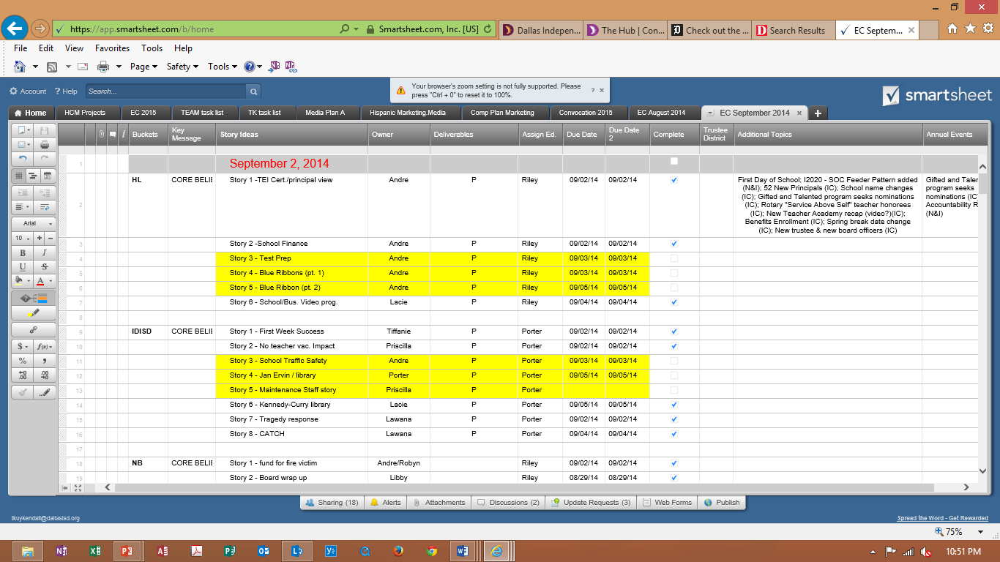 https://app.smartsheet.com/b/home
Smartsheet.com, Inc. [US]
Dallas Indepen...
The Hub | Con...
Check out the ...
Search Results
EC Septem...
File Edit View Favorites Tools Help
Page Safety Tools
Account ? Help Search...
Your browser's zoom setting is not fully supported. Please
press "Ctrl + 0" to reset it to 100%.
smartsheet
Home HCM Projects EC 2015 TEAM task list TK task list Media Plan A Hispanic Marketing.Media Comp Plan Marketing Convocation 2015 EC August 2014 EC September 2014
Buckets Key Message Story Ideas Owner Deliverables Assign Ed. Due Date Due Date 2 Complete Trustee District Additional Topics Annual Events
1 September 2, 2014
2 HL CORE BELIE Story 1 -TEI Cert./principal view Andre P Riley 09/02/14 09/02/14
First Day of School; I2020 - SOC Feeder Pattern added
(N&I); 52 New Principals (IC); School name changes
(IC); Gifted and Talented program seeks nominations
(IC); Rotary "Service Above Self" teacher honorees
(IC); New Teacher Academy recap (video?)(IC);
Benefits Enrollment (IC); Spring break date change
(IC); New trustee & new board officers (IC)
Gifted and Talen
program seeks
nominations (IC)
Accountability R
(N&I)
3 Story 2 -School Finance Andre P Riley 09/02/14 09/02/14
4 Story 3 - Test Prep Andre P Riley 09/03/14 09/03/14
5 Story 4 - Blue Ribbons (pt. 1) Andre P Riley 09/03/14 09/03/14
6 Story 5 - Blue Ribbon (pt. 2) Andre P Riley 09/05/14 09/05/14
7 Story 6 - School/Bus. Video prog. Lacie P Riley 09/04/14 09/04/14
8
9 IDISD CORE BELIE Story 1 - First Week Success Tiffanie P Porter 09/02/14 09/02/14
10 Story 2 - No teacher vac. Impact Priscilla P Porter 09/02/14 09/02/14
11 Story 3 - School Traffic Safety Andre P Porter 09/03/14 09/03/14
12 Story 4 - Jan Ervin / library Porter P Porter 09/05/14 09/05/14
13 Story 5 - Maintenance Staff story Priscilla P Porter
14 Story 6 - Kennedy-Curry library Lacie P Porter 09/05/14 09/05/14
15 Story 7 - Tragedy response Lawana P Porter 09/02/14 09/02/14
16 Story 8 - CATCH Lawana P Porter 09/04/14 09/04/14
17
18 NB CORE BELIE Story 1 - fund for fire victim Andre/Robyn Riley 09/02/14 09/02/14
19 Story 2 - Board wrap up Libby Riley 08/29/14 08/29/14
Arial
10
B I
U S
Sharing (18) Alerts Attachments Discussions (2) Update Requests (3) Web Forms Publish
tkuykendall@dallasisd.org
Spread the Word - Get Rewarded
75%
10:51 PM